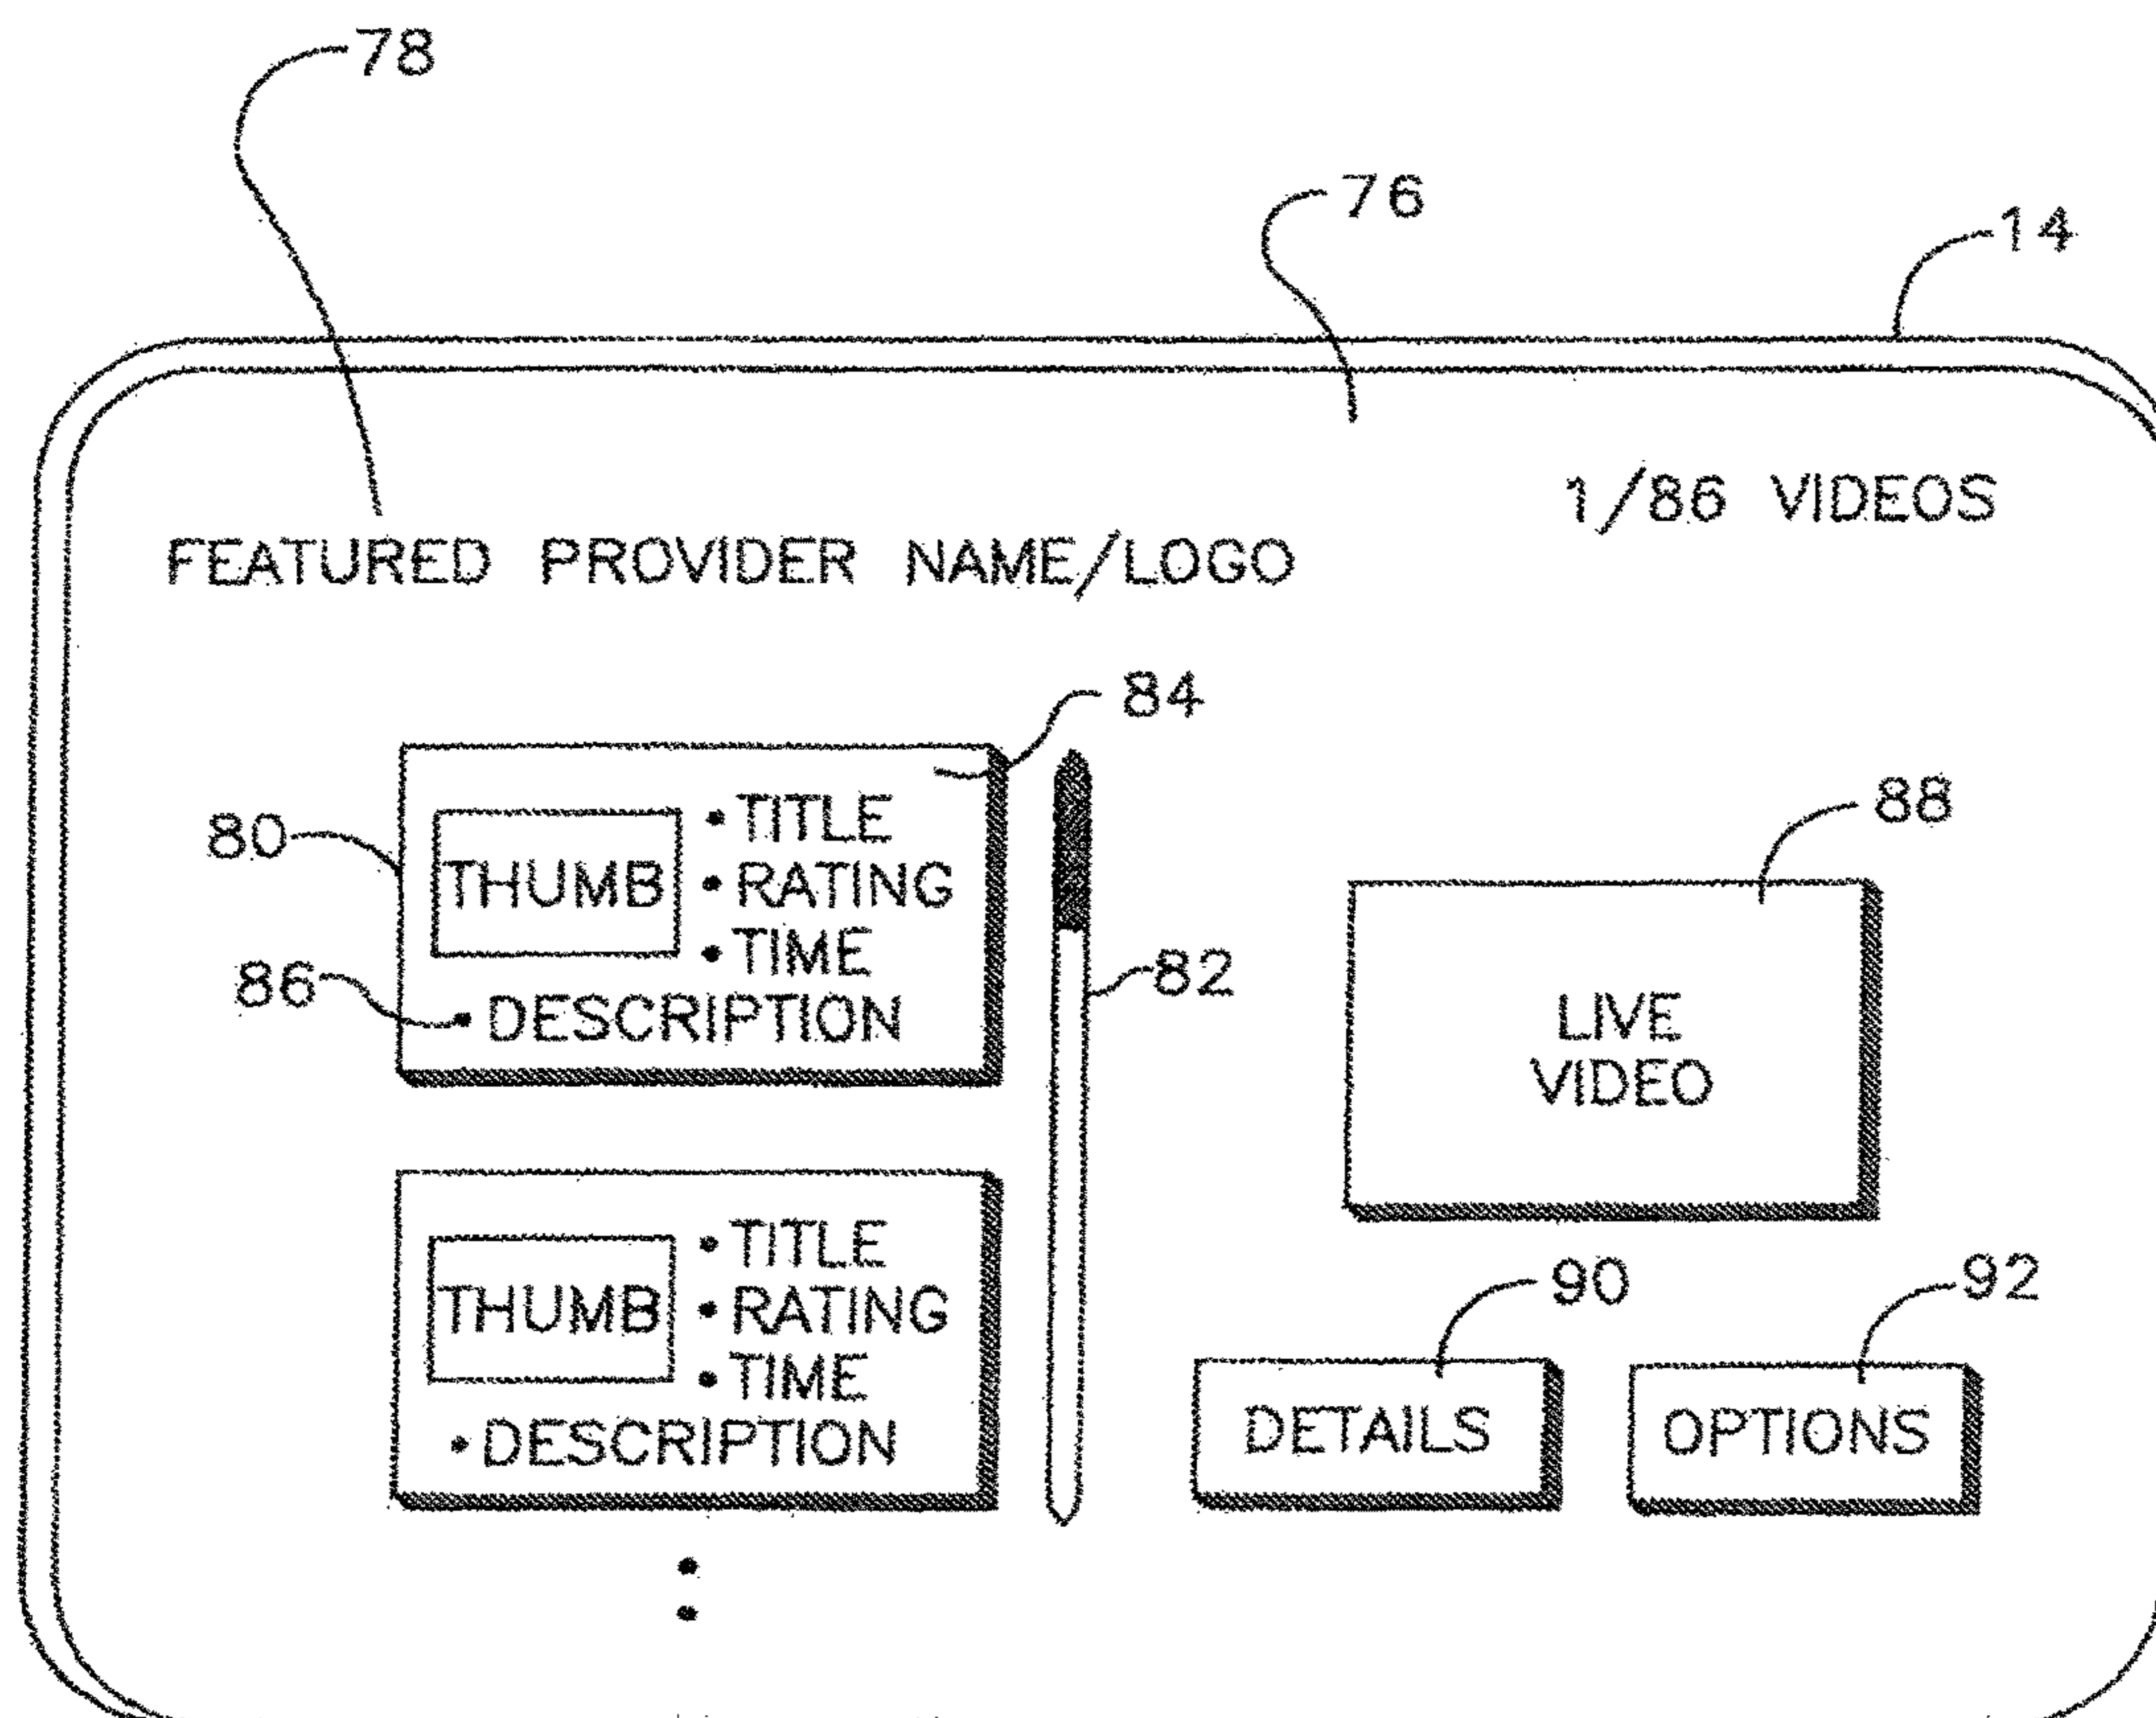 78
76
14
1/86 VIDEOS
FEATURED PROVIDER NAME/LOGO
84
80
THUMB
• TITLE
• RATING
• TIME
86
• DESCRIPTION
82
88
LIVE
VIDEO
THUMB
• TITLE
• RATING
• TIME
• DESCRIPTION
90
92
DETAILS
OPTIONS